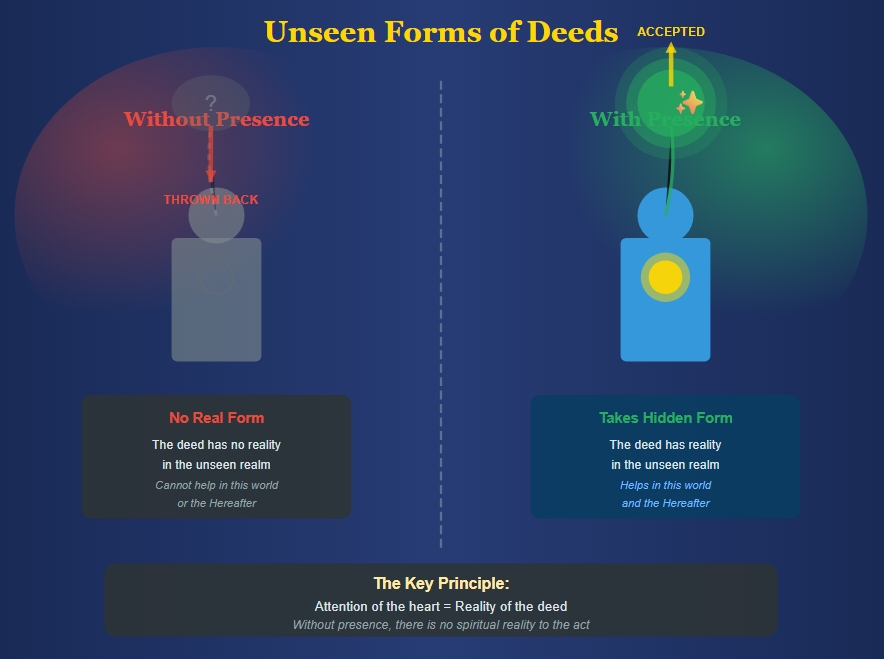 Unseen Forms of Deeds
ACCEPTED
?
Without Presence
THROWN BACK
With Presence
No Real Form
The deed has no reality
in the unseen realm
Cannot help in this world
or the Hereafter
Takes Hidden Form
The deed has reality
in the unseen realm
Helps in this world
and the Hereafter
The Key Principle:
Attention of the heart = Reality of the deed
Without presence, there is no spiritual reality to the act